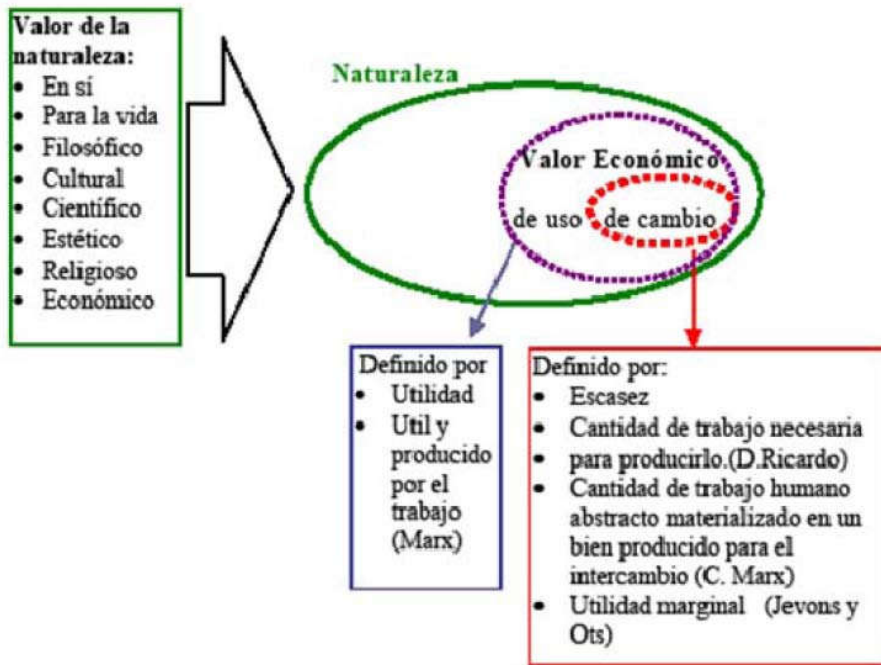 Valor de la
naturaleza:
• En sí
• Para la vida
• Filosófico
• Cultural
• Científico
• Estético
• Religioso
• Económico
Naturaleza
Valor Económico
de uso de cambio
Definido por
• Utilidad
• Util y
producido
por el
trabajo
(Marx)
Definido por:
• Escasez
• Cantidad de trabajo necesaria
• para producirlo.(D.Ricardo)
• Cantidad de trabajo humano
abstracto materializado en un
bien producido para el
intercambio (C. Marx)
• Utilidad marginal (Jevons y
Ots)